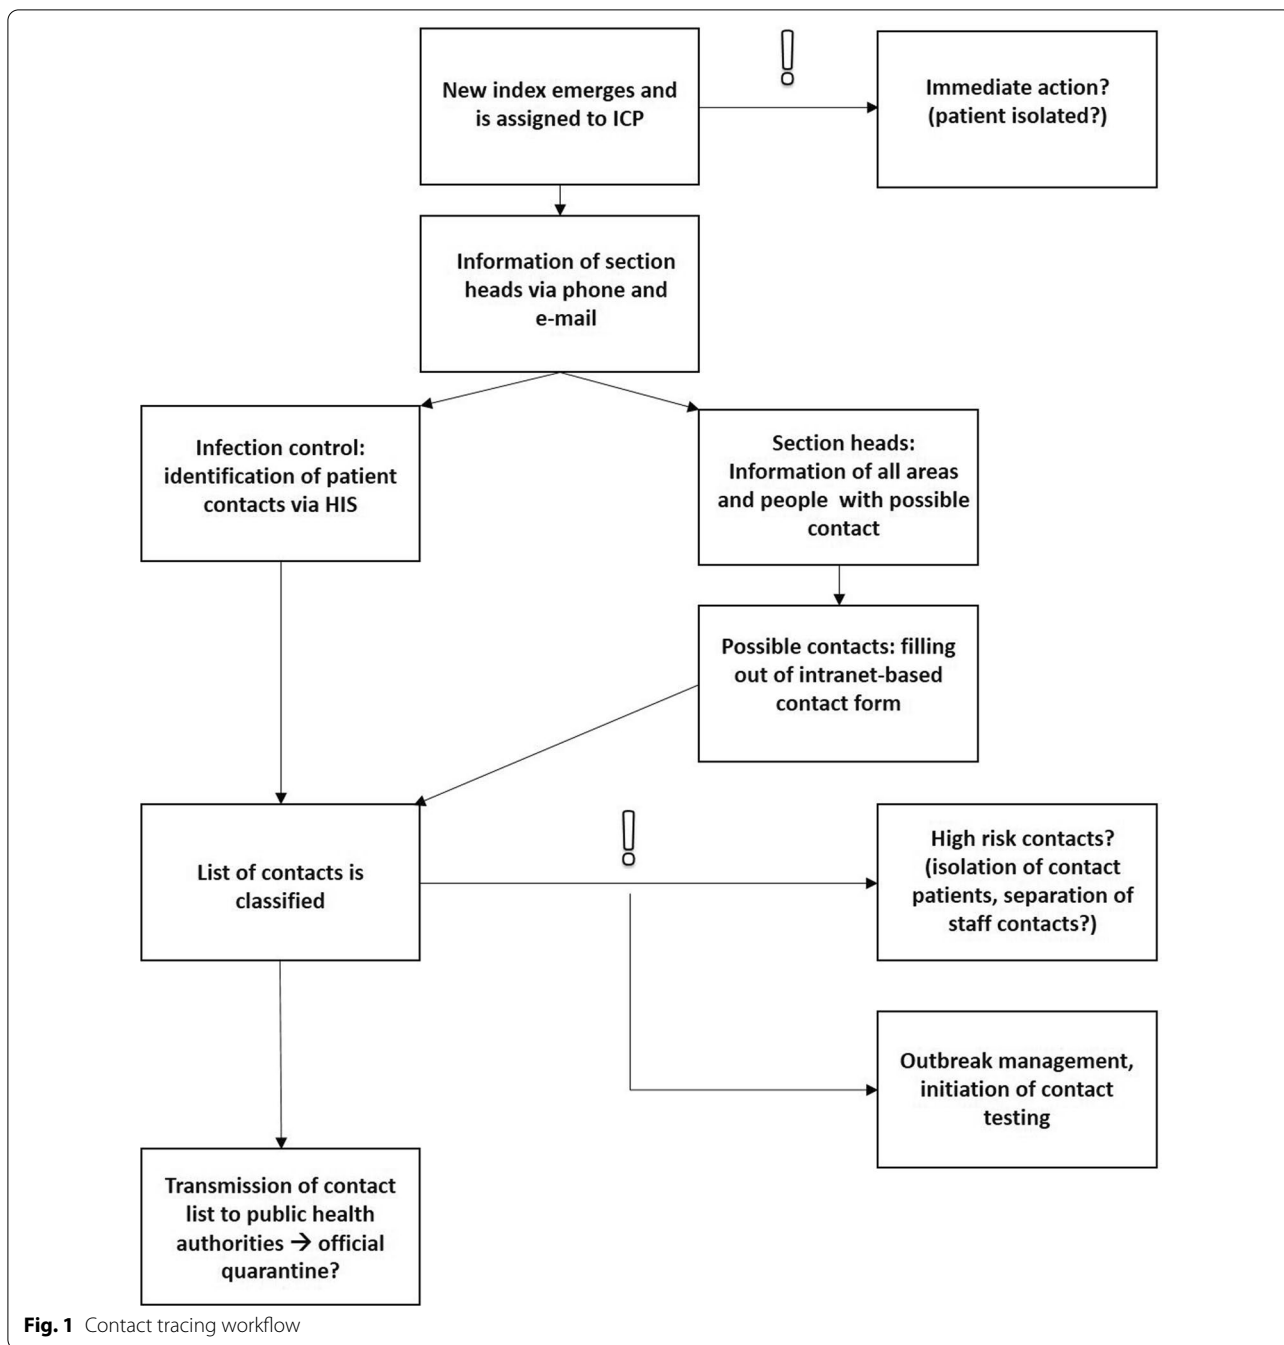 New index emerges and
is assigned to ICP
Immediate action?
(patient isolated?)
Information of section
heads via phone and
e-mail
Infection control:
identification of patient
contacts via HIS
Section heads:
Information of all areas
and people with possible
contact
Possible contacts: filling
out of intranet-based
contact form
List of contacts is
classified
High risk contacts?
(isolation of contact
patients, separation of
staff contacts?)
Outbreak management,
initiation of contact
testing
Transmission of contact
list to public health
authorities → official
quarantine?
Fig. 1 Contact tracing workflow